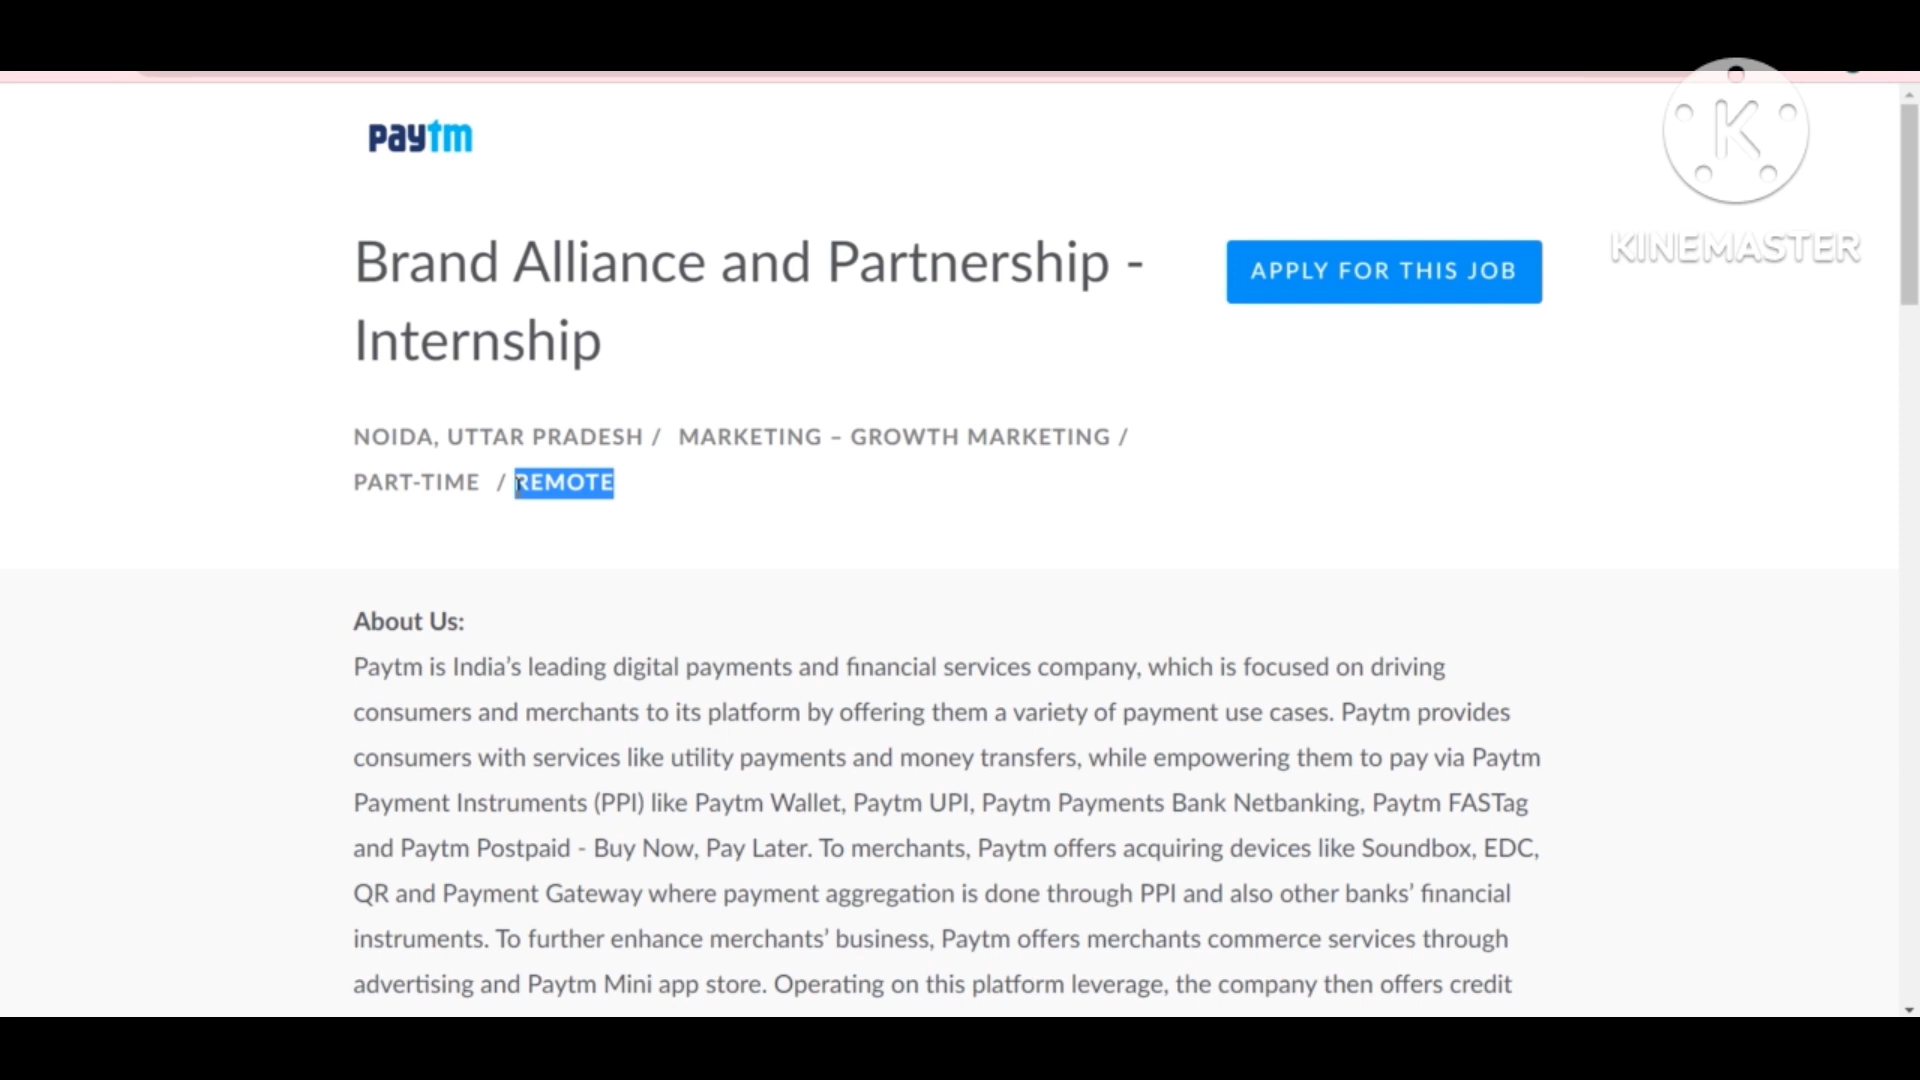 paytm
Brand Alliance and Partnership -
Internship
APPLY FOR THIS JOB
K
KINEMASTER
NOIDA, UTTAR PRADESH / MARKETING – GROWTH MARKETING /
PART-TIME / REMOTE
About Us:
Paytm is India’s leading digital payments and financial services company, which is focused on driving
consumers and merchants to its platform by offering them a variety of payment use cases. Paytm provides
consumers with services like utility payments and money transfers, while empowering them to pay via Paytm
Payment Instruments (PPI) like Paytm Wallet, Paytm UPI, Paytm Payments Bank Netbanking, Paytm FASTag
and Paytm Postpaid - Buy Now, Pay Later. To merchants, Paytm offers acquiring devices like Soundbox, EDC,
QR and Payment Gateway where payment aggregation is done through PPI and also other banks’ financial
instruments. To further enhance merchants’ business, Paytm offers merchants commerce services through
advertising and Paytm Mini app store. Operating on this platform leverage, the company then offers credit